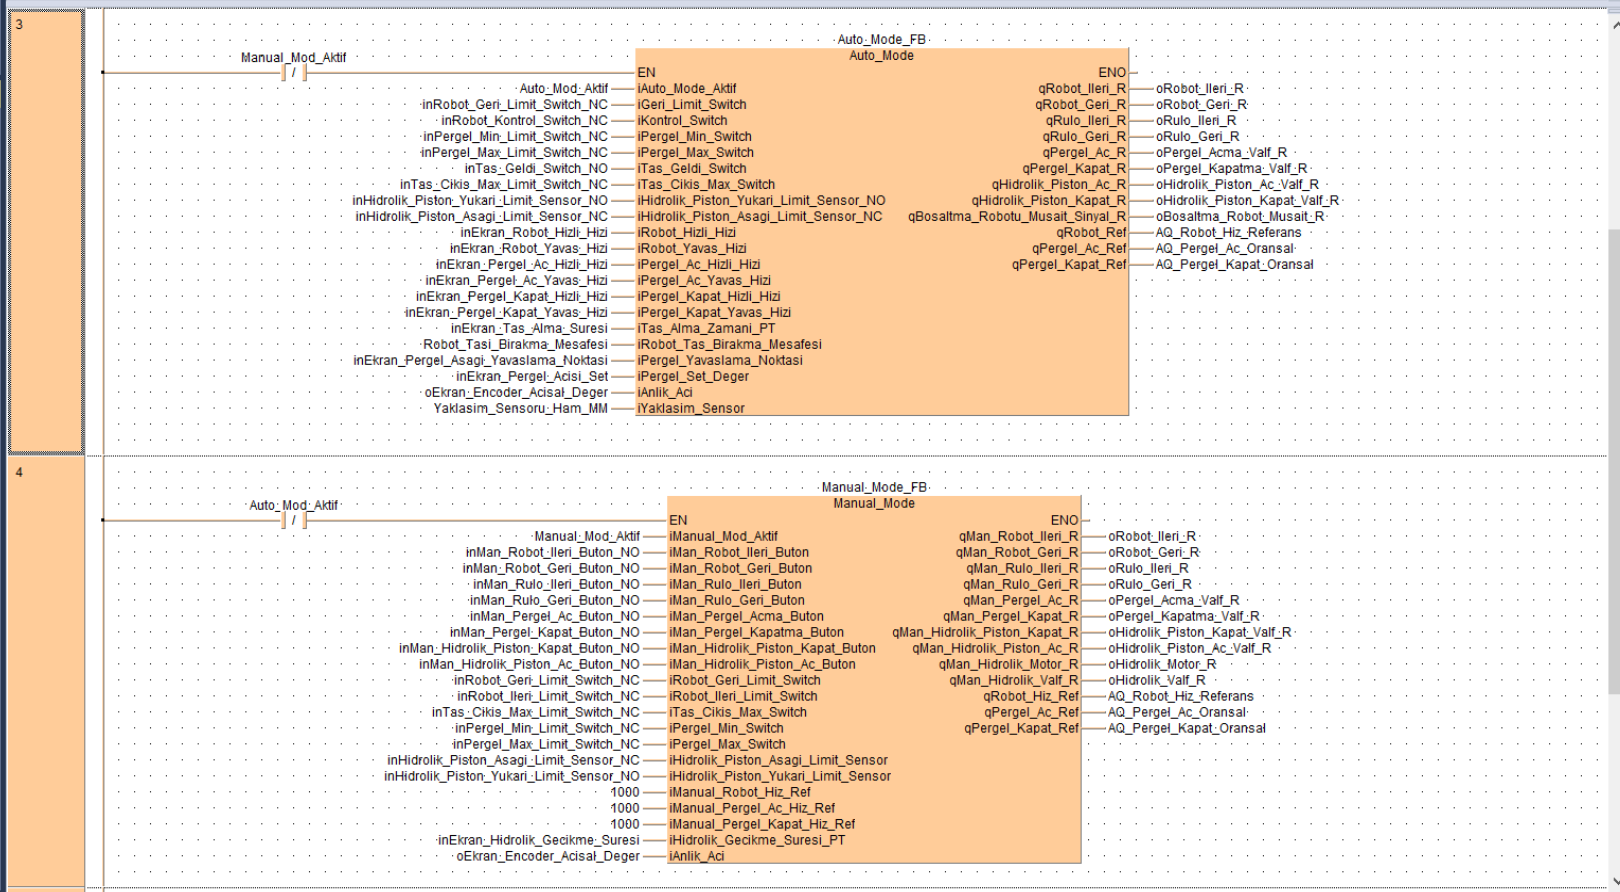 3
Auto_Mode_FB
Manual_Mod_Aktif
Auto_Mode
/
EN ENO
Auto_Mod_Aktif iAuto_Mode_Aktif qRobot_Ileri_R oRobot_Ileri_R
inRobot_Geri_Limit_Switch_NC iGeri_Limit_Switch qRobot_Geri_R oRobot_Geri_R
inRobot_Kontrol_Switch_NC iKontrol_Switch qRulo_Ileri_R oRulo_Ileri_R
inPergel_Min_Limit_Switch_NC iPergel_Min_Switch qRulo_Geri_R oRulo_Geri_R
inPergel_Max_Limit_Switch_NC iPergel_Max_Switch qPergel_Ac_R oPergel_Acma_Valf_R
inTas_Geldi_Switch_NO iTas_Geldi_Switch qPergel_Kapat_R oPergel_Kapatma_Valf_R
inTas_Cikis_Max_Limit_Switch_NC iTas_Cikis_Max_Switch qHidrolik_Piston_Ac_R oHidrolik_Piston_Ac_Valf_R
inHidrolik_Piston_Yukari_Limit_Sensor_NO iHidrolik_Piston_Yukari_Limit_Sensor_NO qHidrolik_Piston_Kapat_R oHidrolik_Piston_Kapat_Valf_R
inHidrolik_Piston_Asagi_Limit_Sensor_NC iHidrolik_Piston_Asagi_Limit_Sensor_NC qBosaltma_Robotu_Musait_Sinyal_R oBosaltma_Robot_Musait_R
inEkran_Robot_Hizli_Hizi iRobot_Hizli_Hizi qRobot_Ref AQ_Robot_Hiz_Referans
inEkran_Robot_Yavas_Hizi iRobot_Yavas_Hizi qPergel_Ac_Ref AQ_Pergel_Ac_Oransal
inEkran_Pergel_Ac_Hizli_Hizi iPergel_Ac_Hizli_Hizi qPergel_Kapat_Ref AQ_Pergel_Kapat_Oransal
inEkran_Pergel_Ac_Yavas_Hizi iPergel_Ac_Yavas_Hizi
inEkran_Pergel_Kapat_Hizli_Hizi iPergel_Kapat_Hizli_Hizi
inEkran_Pergel_Kapat_Yavas_Hizi iPergel_Kapat_Yavas_Hizi
inEkran_Tas_Alma_Suresi iTas_Alma_Zamani_PT
Robot_Tasi_Birakma_Mesafesi iRobot_Tas_Birakma_Mesafesi
inEkran_Pergel_Asagi_Yavaslama_Noktasi iPergel_Yavaslama_Noktasi
inEkran_Pergel_Acisi_Set iPergel_Set_Deger
oEkran_Encoder_Acisal_Deger iAnlik_Aci
Yaklasim_Sensoru_Ham_MM iYaklasim_Sensor
4
Manual_Mode_FB
Auto_Mod_Aktif
Manual_Mode
/
EN ENO
Manual_Mod_Aktif iManual_Mod_Aktif qMan_Robot_Ileri_R oRobot_Ileri_R
inMan_Robot_Ileri_Buton_NO iMan_Robot_Ileri_Buton qMan_Robot_Geri_R oRobot_Geri_R
inMan_Robot_Geri_Buton_NO iMan_Robot_Geri_Buton qMan_Rulo_Ileri_R oRulo_Ileri_R
inMan_Rulo_Ileri_Buton_NO iMan_Rulo_Ileri_Buton qMan_Rulo_Geri_R oRulo_Geri_R
inMan_Rulo_Geri_Buton_NO iMan_Rulo_Geri_Buton qMan_Pergel_Ac_R oPergel_Acma_Valf_R
inMan_Pergel_Ac_Buton_NO iMan_Pergel_Acma_Buton qMan_Pergel_Kapat_R oPergel_Kapatma_Valf_R
inMan_Pergel_Kapat_Buton_NO iMan_Pergel_Kapatma_Buton qMan_Hidrolik_Piston_Kapat_R oHidrolik_Piston_Kapat_Valf_R
inMan_Hidrolik_Piston_Kapat_Buton_NO iMan_Hidrolik_Piston_Kapat_Buton qMan_Hidrolik_Piston_Ac_R oHidrolik_Piston_Ac_Valf_R
inMan_Hidrolik_Piston_Ac_Buton_NO iMan_Hidrolik_Piston_Ac_Buton qMan_Hidrolik_Motor_R oHidrolik_Motor_R
inRobot_Geri_Limit_Switch_NC iRobot_Geri_Limit_Switch qMan_Hidrolik_Valf_R oHidrolik_Valf_R
inRobot_Ileri_Limit_Switch_NC iRobot_Ileri_Limit_Switch qRobot_Hiz_Ref AQ_Robot_Hiz_Referans
inTas_Cikis_Max_Limit_Switch_NC iTas_Cikis_Max_Switch qPergel_Ac_Ref AQ_Pergel_Ac_Oransal
inPergel_Min_Limit_Switch_NC iPergel_Min_Switch qPergel_Kapat_Ref AQ_Pergel_Kapat_Oransal
inPergel_Max_Limit_Switch_NC iPergel_Max_Switch
inHidrolik_Piston_Asagi_Limit_Sensor_NC iHidrolik_Piston_Asagi_Limit_Sensor
inHidrolik_Piston_Yukari_Limit_Sensor_NO iHidrolik_Piston_Yukari_Limit_Sensor
1000 iManual_Robot_Hiz_Ref
1000 iManual_Pergel_Ac_Hiz_Ref
1000 iManual_Pergel_Kapat_Hiz_Ref
inEkran_Hidrolik_Gecikme_Suresi iHidrolik_Gecikme_Suresi_PT
oEkran_Encoder_Acisal_Deger iAnlik_Aci